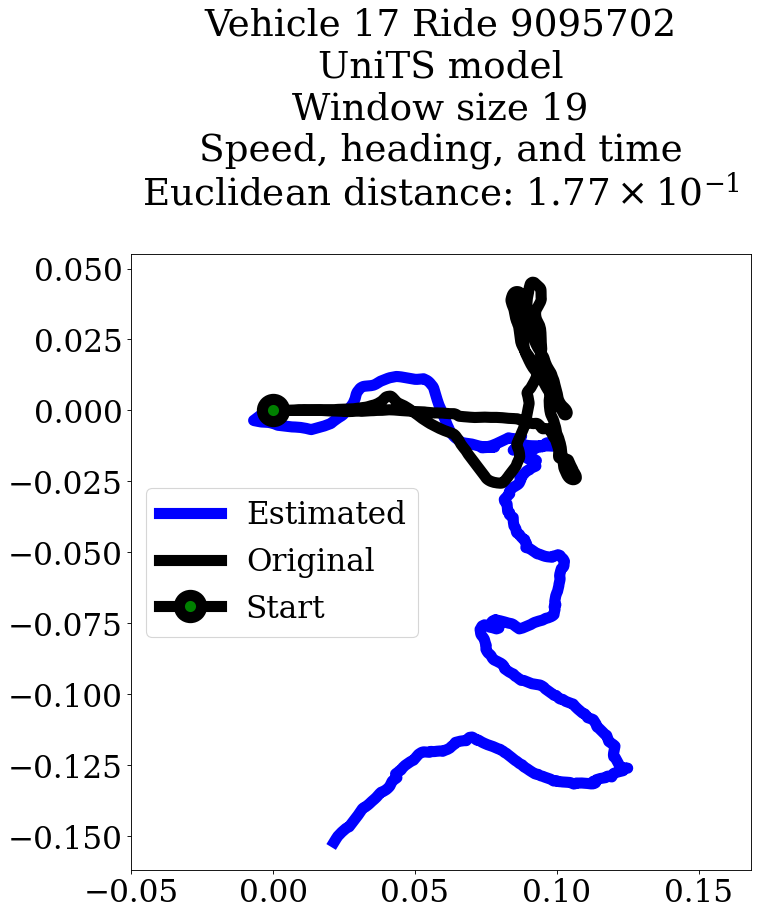 Vehicle 17 Ride 9095702
UniTS model
Window size 19
Speed, heading, and time
Euclidean distance: 1.77 × 10⁻¹
0.050
0.025
0.000
−0.025
−0.050
−0.075
−0.100
−0.125
−0.150
Estimated
Original
Start
−0.05 0.00 0.05 0.10 0.15